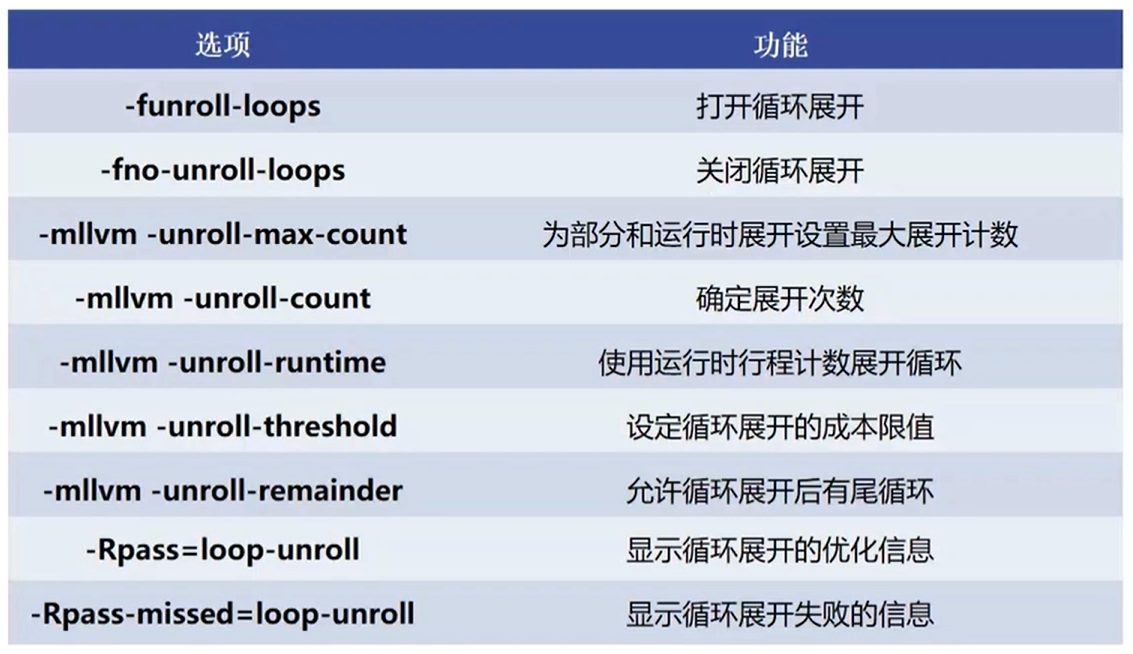 选项 功能
-funroll-loops 打开循环展开
-fno-unroll-loops 关闭循环展开
-mllvm -unroll-max-count 为部分和运行时展开设置最大展开计数
-mllvm -unroll-count 确定展开次数
-mllvm -unroll-runtime 使用运行时行程计数展开循环
-mllvm -unroll-threshold 设定循环展开的成本限值
-mllvm -unroll-remainder 允许循环展开后有尾循环
-Rpass=loop-unroll 显示循环展开的优化信息
-Rpass-missed=loop-unroll 显示循环展开失败的信息